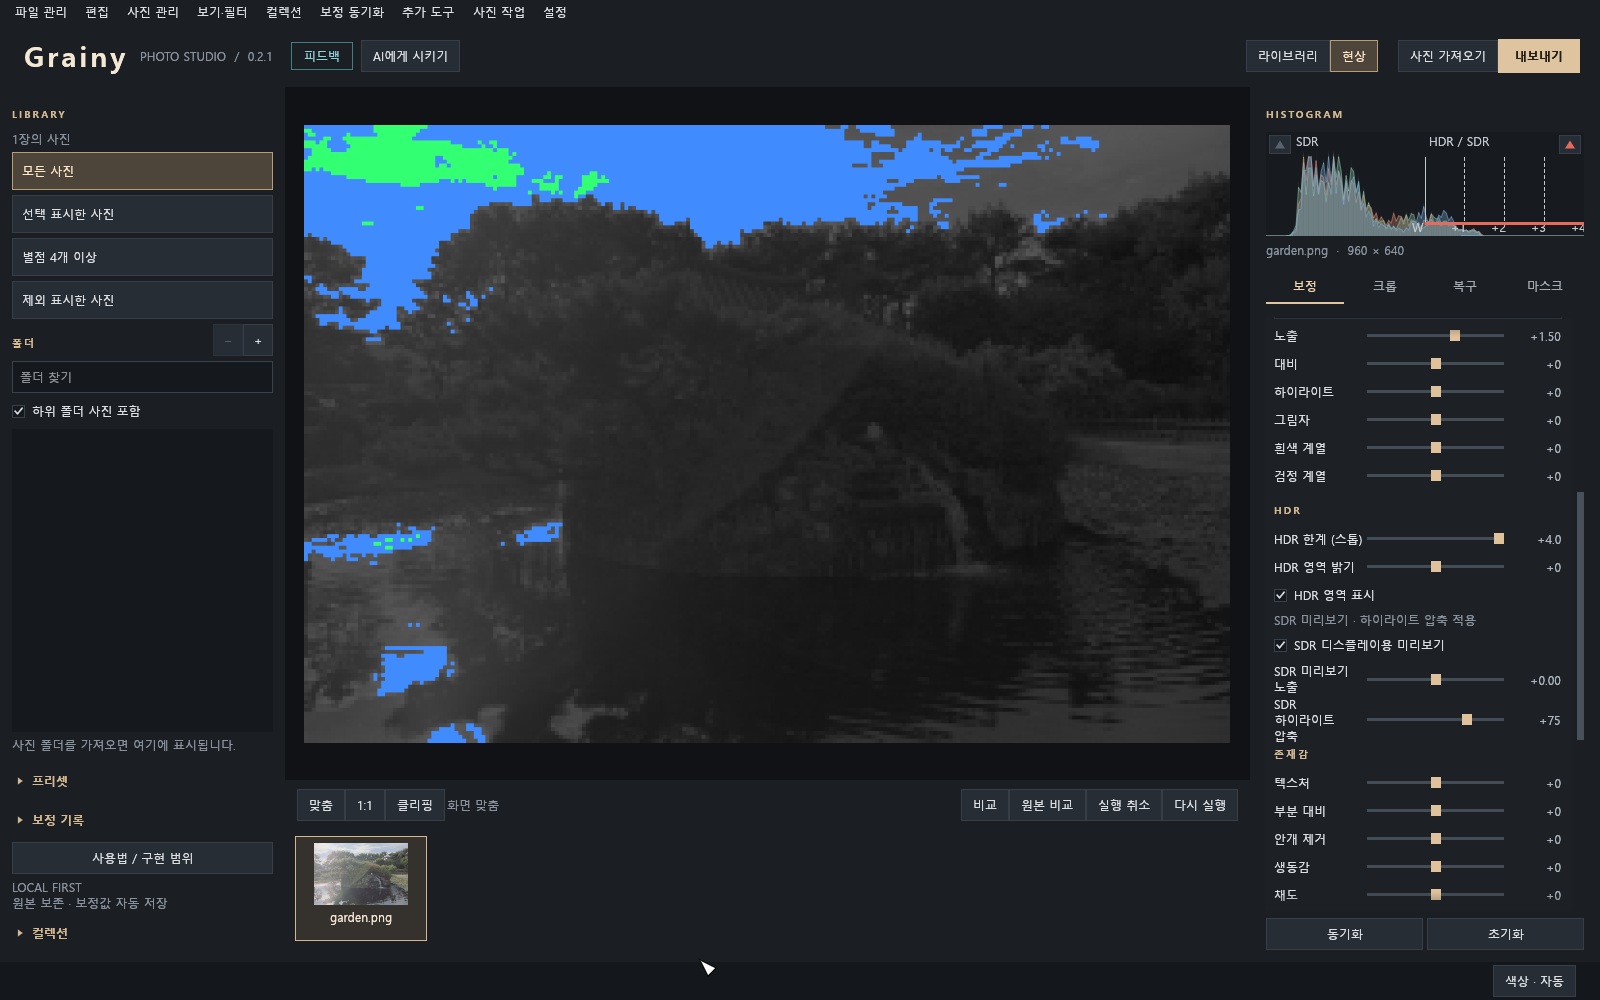 파일 관리 편집 사진 관리 보기·필터 컬렉션 보정 동기화 추가 도구 사진 작업 설정
Grainy PHOTO STUDIO / 0.2.1 피드백 AI에게 시키기 라이브러리 현상 사진 가져오기 내보내기
LIBRARY
1장의 사진
모든 사진
선택 표시한 사진
별점 4개 이상
제외 표시한 사진
폴더 − +
폴더 찾기
하위 폴더 사진 포함
사진 폴더를 가져오면 여기에 표시됩니다.
프리셋
보정 기록
사용법 / 구현 범위
LOCAL FIRST
원본 보존 · 보정값 자동 저장
컬렉션
맞춤 1:1 클리핑 화면 맞춤 비교 원본 비교 실행 취소 다시 실행
garden.png
HISTOGRAM
SDR HDR / SDR
W +1 +2 +3 +4
garden.png · 960 × 640
보정 크롭 복구 마스크
노출 +1.50
대비 +0
하이라이트 +0
그림자 +0
흰색 계열 +0
검정 계열 +0
HDR
HDR 한계 (스톱) +4.0
HDR 영역 밝기 +0
HDR 영역 표시
SDR 미리보기 · 하이라이트 압축 적용
SDR 디스플레이용 미리보기
SDR 미리보기
노출 +0.00
SDR
하이라이트 +75
압축
존재감
텍스처 +0
부분 대비 +0
안개 제거 +0
생동감 +0
채도 +0
동기화 초기화
색상 · 자동